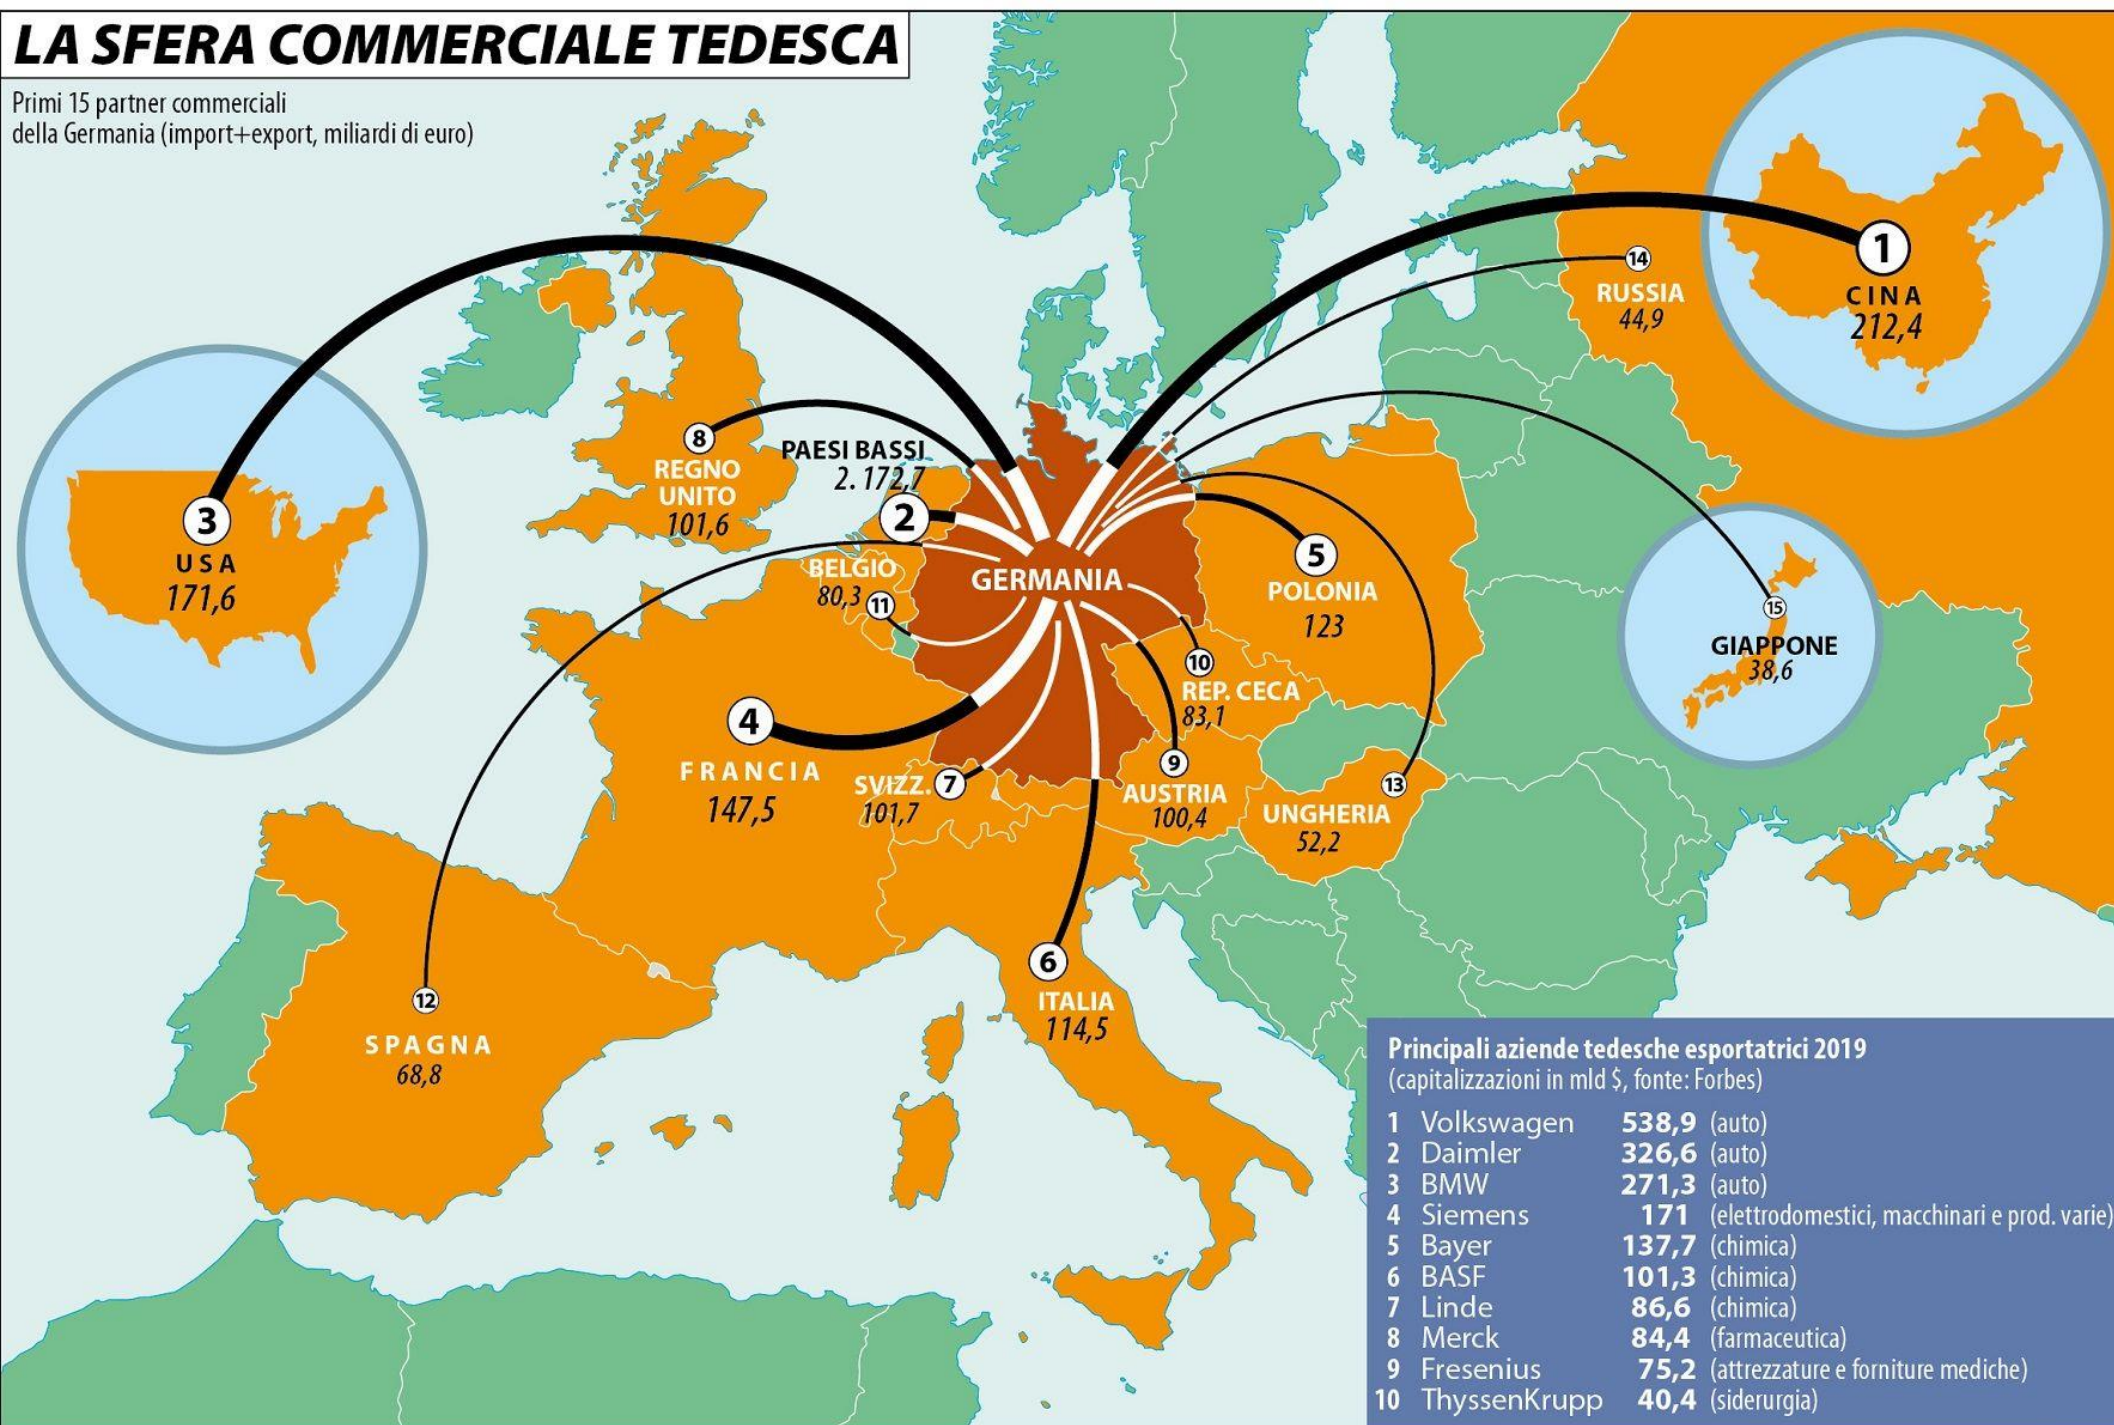 LA SFERA COMMERCIALE TEDESCA
Primi 15 partner commerciali
della Germania (import+export, miliardi di euro)
1
CINA
212,4
14
RUSSIA
44,9
8
REGNO
UNITO
101,6
PAESI BASSI
2. 172,7
2
3
USA
171,6
BELGIO
80,3
11
GERMANIA
5
POLONIA
123
15
GIAPPONE
38,6
10
REP. CECA
83,1
4
FRANCIA
147,5
SVIZZ.
7
101,7
9
AUSTRIA
100,4
13
UNGHERIA
52,2
6
ITALIA
114,5
12
SPAGNA
68,8
Principali aziende tedesche esportatrici 2019
(capitalizzazioni in mld $, fonte: Forbes)
1 Volkswagen 538,9 (auto)
2 Daimler 326,6 (auto)
3 BMW 271,3 (auto)
4 Siemens 171 (elettrodomestici, macchinari e prod. varie)
5 Bayer 137,7 (chimica)
6 BASF 101,3 (chimica)
7 Linde 86,6 (chimica)
8 Merck 84,4 (farmaceutica)
9 Fresenius 75,2 (attrezzature e forniture mediche)
10 ThyssenKrupp 40,4 (siderurgia)